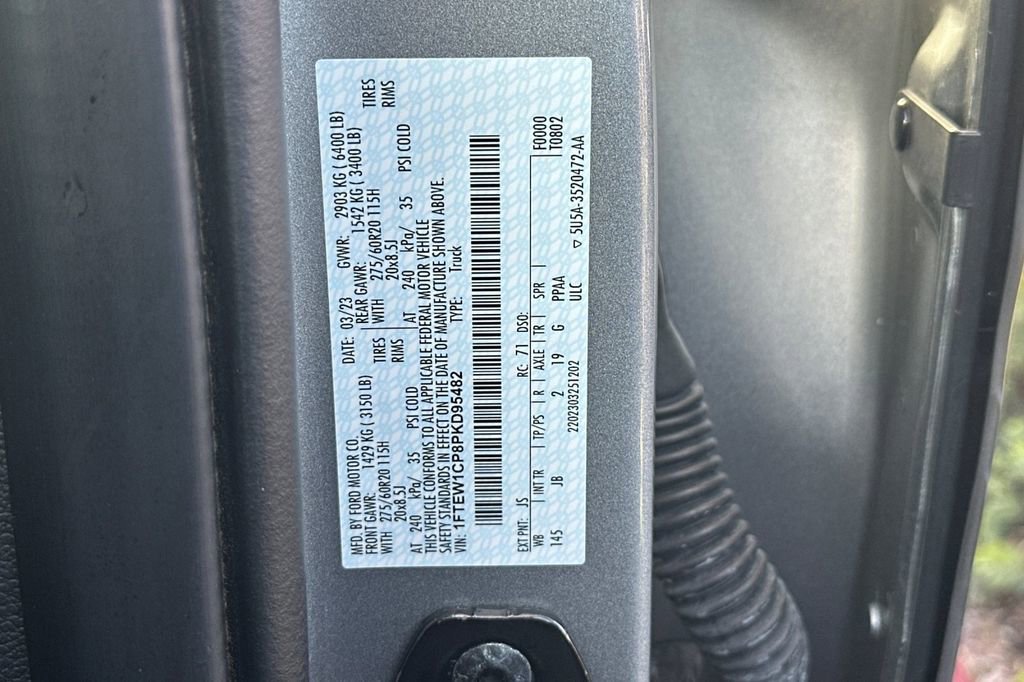 MFD. BY FORD MOTOR CO.
DATE: 03/23 GVWR: 2903 KG ( 6400 LB)
FRONT GAWR: 1429 KG ( 3150 LB) REAR GAWR: 1542 KG ( 3400 LB)
WITH 275/60R20 115H TIRES WITH 275/60R20 115H TIRES
20x8.5J RIMS 20x8.5J RIMS
AT 240 kPa/ 35 PSI COLD AT 240 kPa/ 35 PSI COLD
THIS VEHICLE CONFORMS TO ALL APPLICABLE FEDERAL MOTOR VEHICLE
SAFETY STANDARDS IN EFFECT ON THE DATE OF MANUFACTURE SHOWN ABOVE.
VIN: 1FTEW1CP8PKD95482 TYPE: Truck
F0000
T0802
EXT PNT: JS RC: 71 DSO:
WB INT TR TP/PS R AXLE TR SPR
145 JB 2 19 G PPAA
2202303251202 ULC ▽ 5U5A-3520472-AA